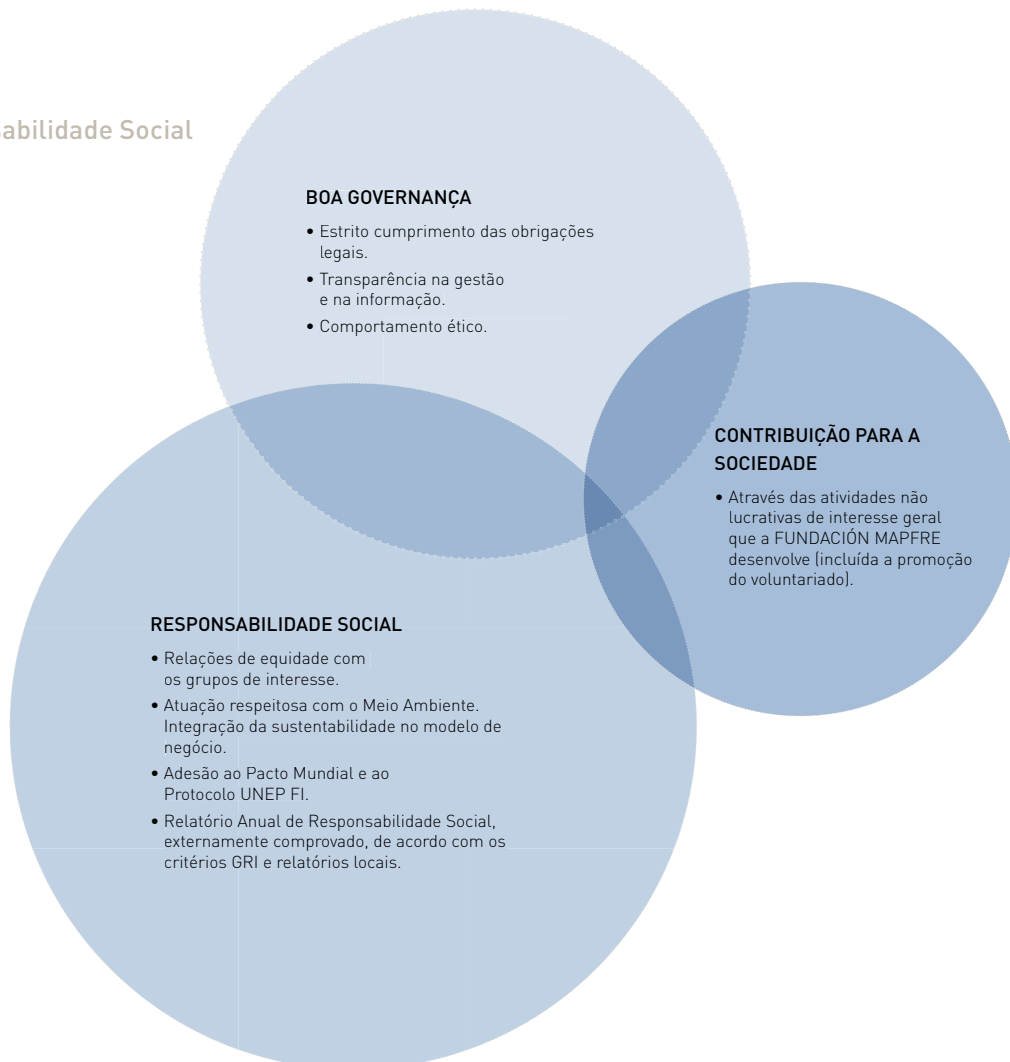 sabilidade Social
BOA GOVERNANÇA
• Estrito cumprimento das obrigações
legais.
• Transparência na gestão
e na informação.
• Comportamento ético.
CONTRIBUIÇÃO PARA A
SOCIEDADE
• Através das atividades não
lucrativas de interesse geral
que a FUNDACIÓN MAPFRE
desenvolve (incluída a promoção
do voluntariado).
RESPONSABILIDADE SOCIAL
• Relações de equidade com
os grupos de interesse.
• Atuação respeitosa com o Meio Ambiente.
Integração da sustentabilidade no modelo de
negócio.
• Adesão ao Pacto Mundial e ao
Protocolo UNEP FI.
• Relatório Anual de Responsabilidade Social,
externamente comprovado, de acordo com os
critérios GRI e relatórios locais.